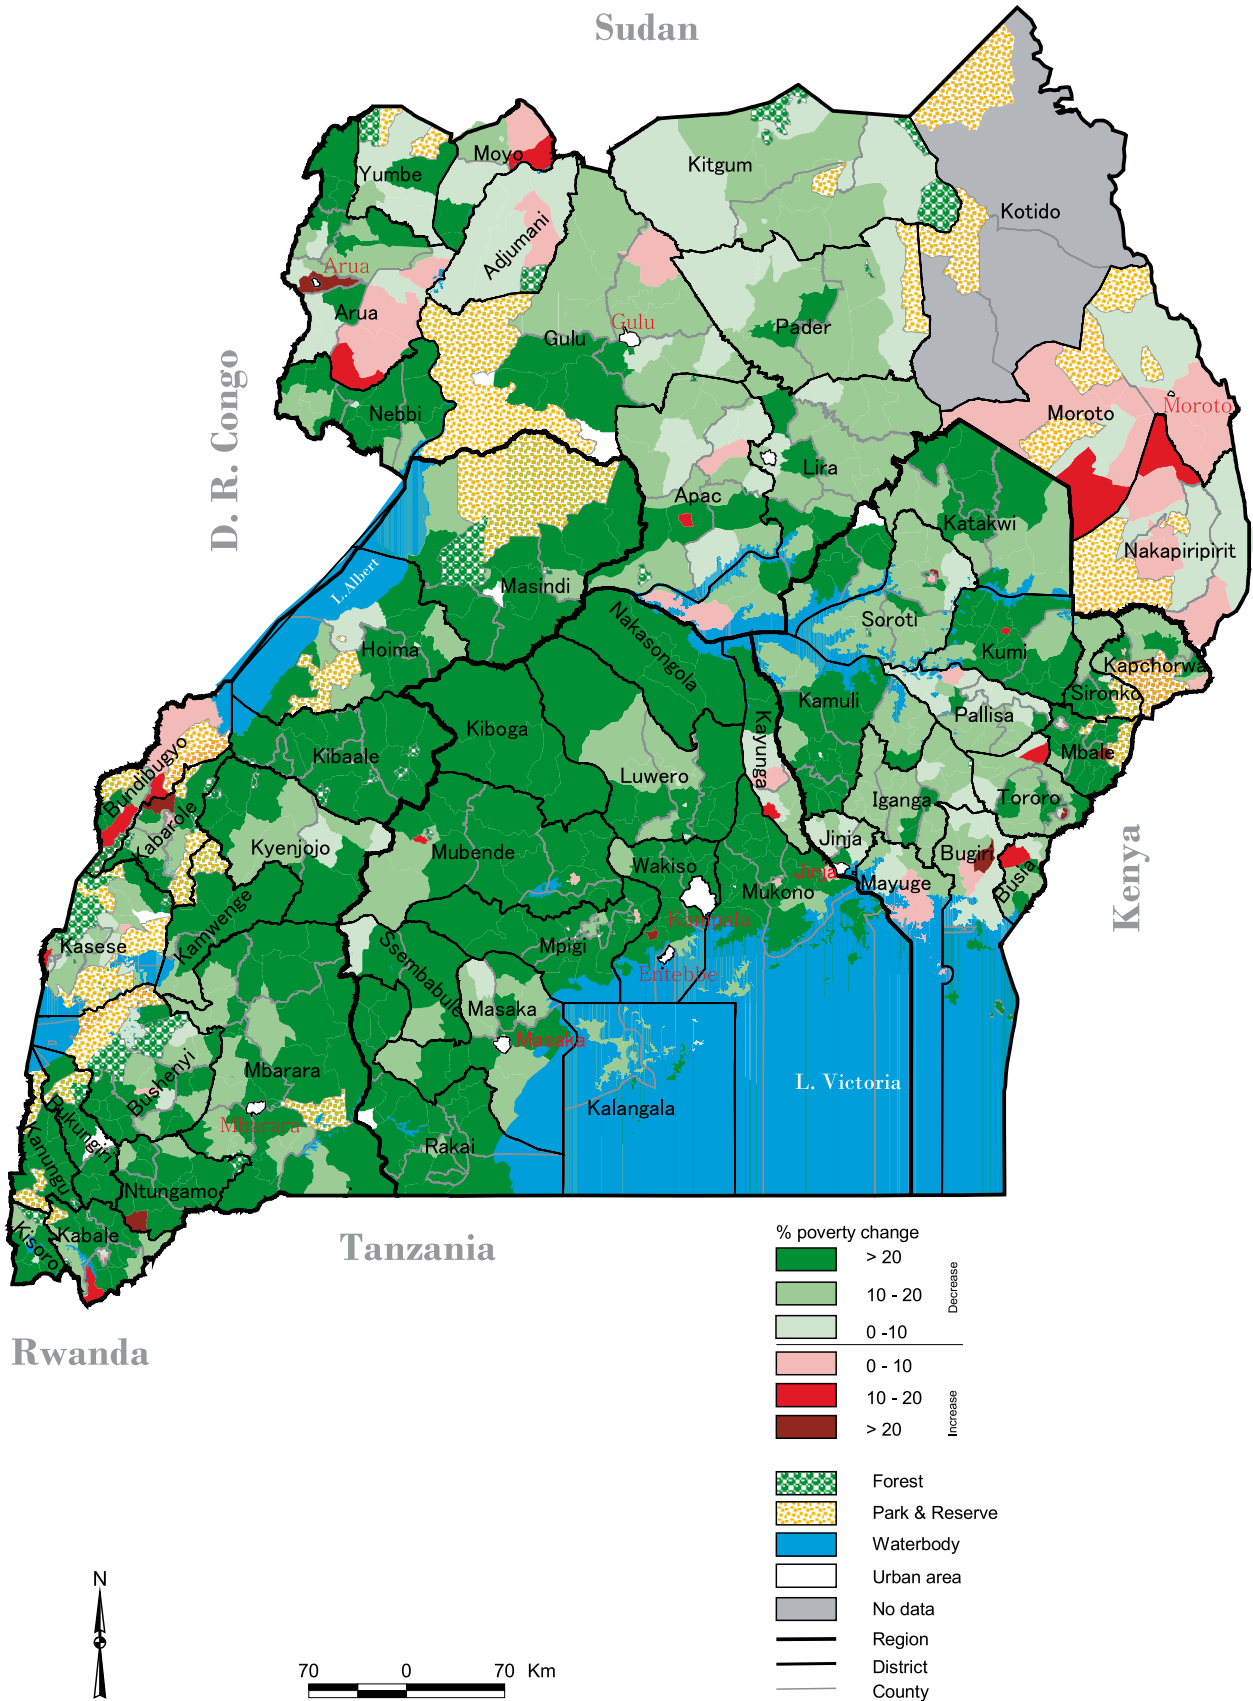 Sudan
Kitgum
Moyo
Yumbe
Kotido
Adjumani
Arua
Arua
Gulu
Gulu
Pader
D. R. Congo
Nebbi
Moroto
Moroto
Lira
Apac
Katakwi
Nakapiripirit
L.Albert
Masindi
Nakasongola
Soroti
Hoima
Kumi
Kapchorwa
Sironko
Kamuli
Pallisa
Kiboga
Kayunga
Bundibugyo
Kibaale
Mbale
Luwero
Iganga
Tororo
Kabarole
Kyenjojo
Mubende
Jinja
Bugiri
Wakiso
Jinja
Mukono
Mayuge
Busia
Kenya
Kamwenge
Kampala
Kasese
Ssembabule
Mpigi
Entebbe
Masaka
Masaka
Bushenyi
Mbarara
L. Victoria
Kalangala
Mbarara
Rukungiri
Kanungu
Rakai
Ntungamo
Kisoro
Kabale
Tanzania
Rwanda
% poverty change
> 20
10 - 20
0 -10
Decrease
0 - 10
10 - 20
> 20
Increase
Forest
Park & Reserve
Waterbody
Urban area
No data
Region
District
County
N
70 0 70 Km